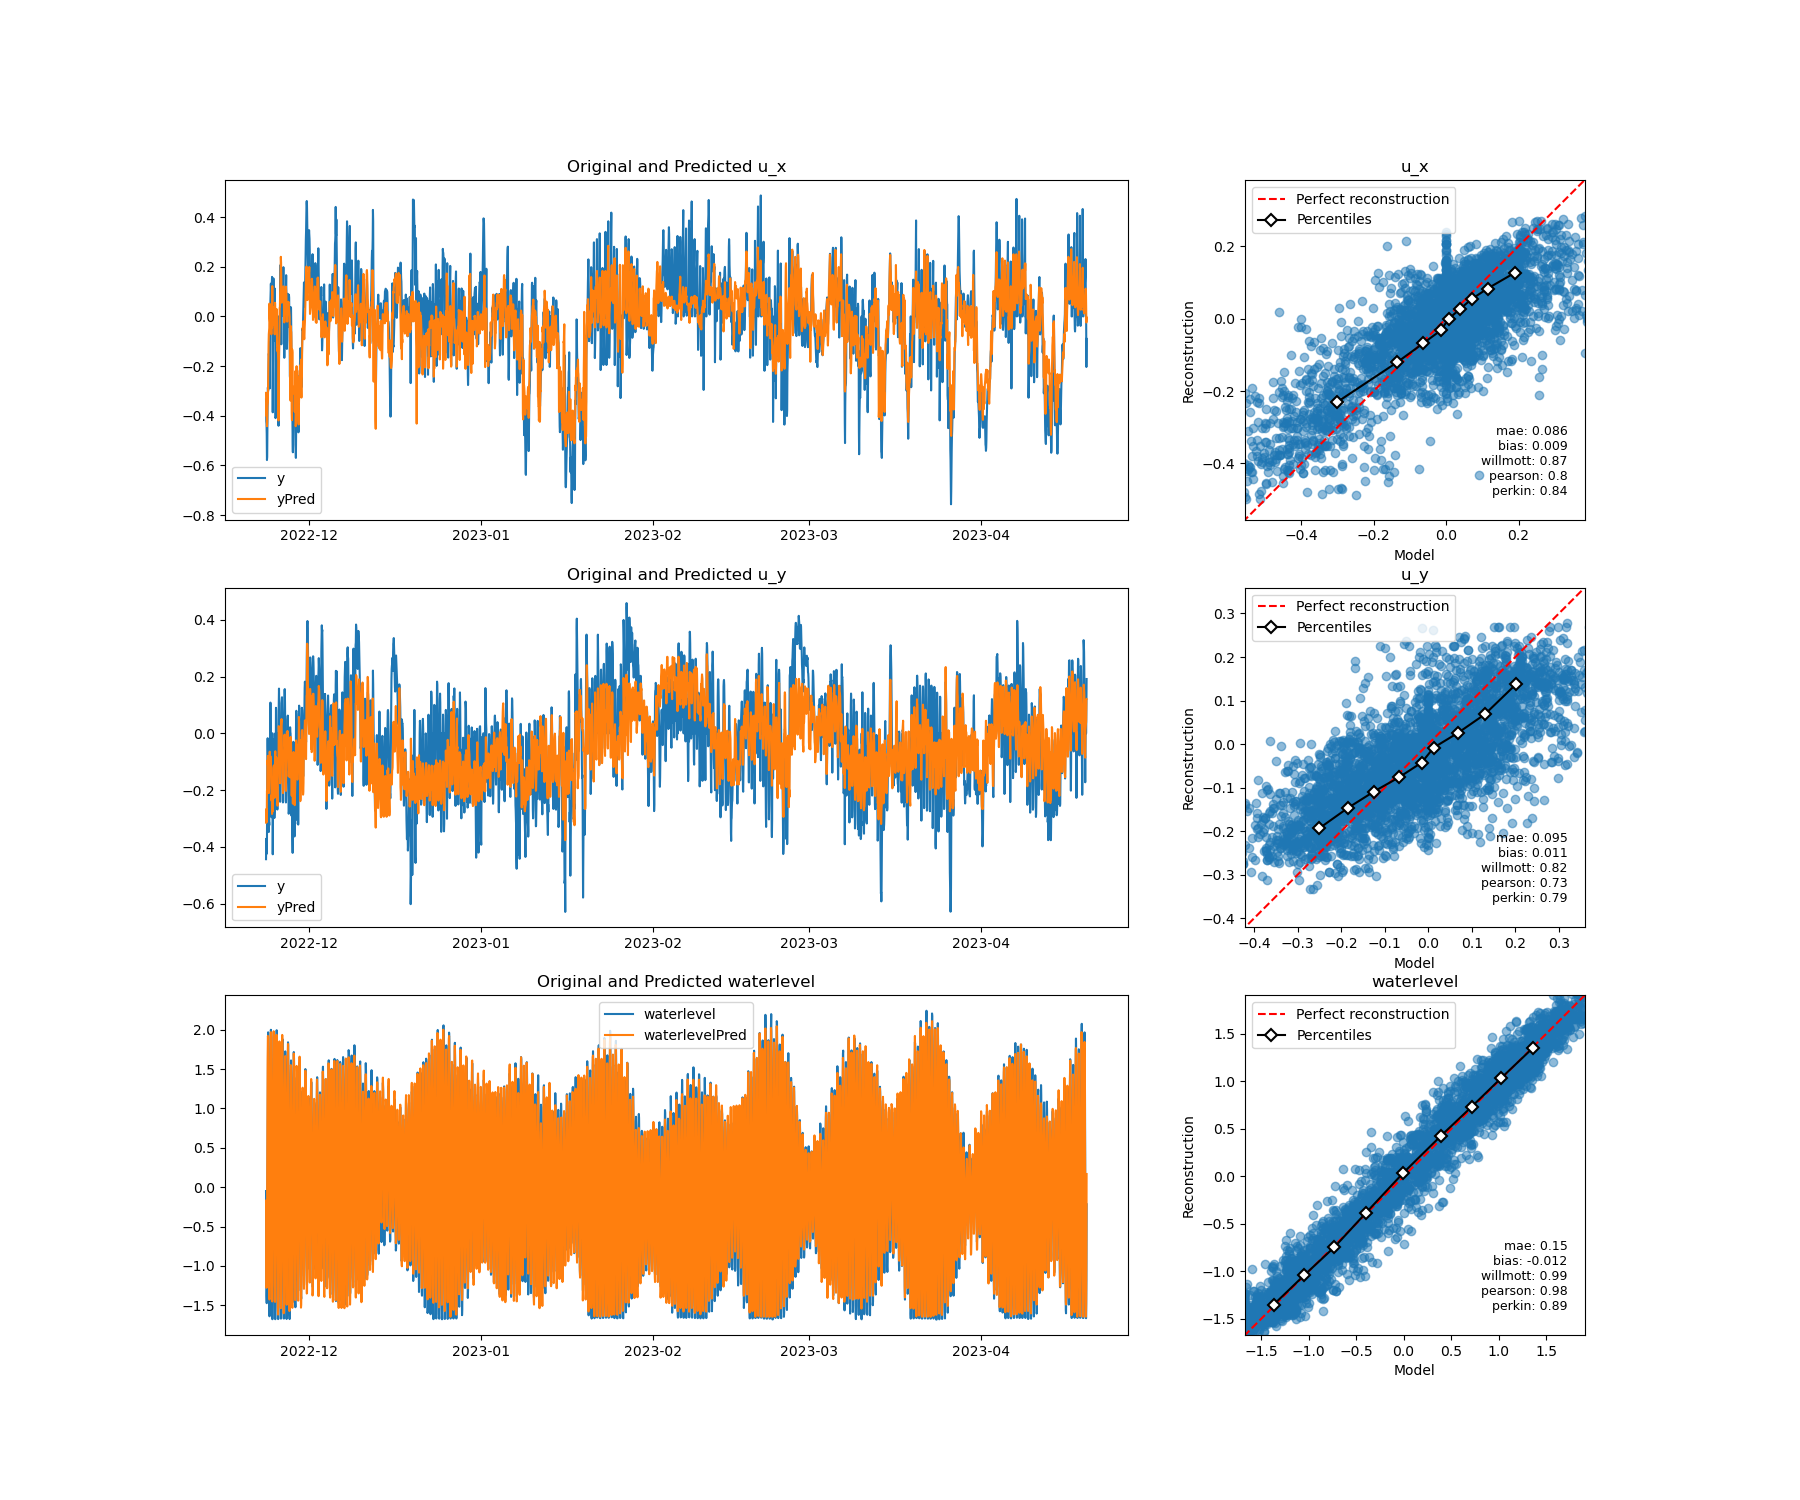 Original and Predicted u_x
0.4
0.2
0.0
−0.2
−0.4
−0.6
−0.8
y
yPred
2022-12 2023-01 2023-02 2023-03 2023-04
u_x
Perfect reconstruction
Percentiles
Reconstruction
0.2
0.0
−0.2
−0.4
mae: 0.086
bias: 0.009
willmott: 0.87
pearson: 0.8
perkin: 0.84
−0.4 −0.2 0.0 0.2
Model
Original and Predicted u_y
0.4
0.2
0.0
−0.2
−0.4
−0.6
y
yPred
2022-12 2023-01 2023-02 2023-03 2023-04
u_y
Perfect reconstruction
Percentiles
Reconstruction
0.3
0.2
0.1
0.0
−0.1
−0.2
−0.3
−0.4
mae: 0.095
bias: 0.011
willmott: 0.82
pearson: 0.73
perkin: 0.79
−0.4 −0.3 −0.2 −0.1 0.0 0.1 0.2 0.3
Model
Original and Predicted waterlevel
waterlevel
waterlevelPred
2.0
1.5
1.0
0.5
0.0
−0.5
−1.0
−1.5
2022-12 2023-01 2023-02 2023-03 2023-04
waterlevel
Perfect reconstruction
Percentiles
Reconstruction
1.5
1.0
0.5
0.0
−0.5
−1.0
−1.5
mae: 0.15
bias: -0.012
willmott: 0.99
pearson: 0.98
perkin: 0.89
−1.5 −1.0 −0.5 0.0 0.5 1.0 1.5
Model